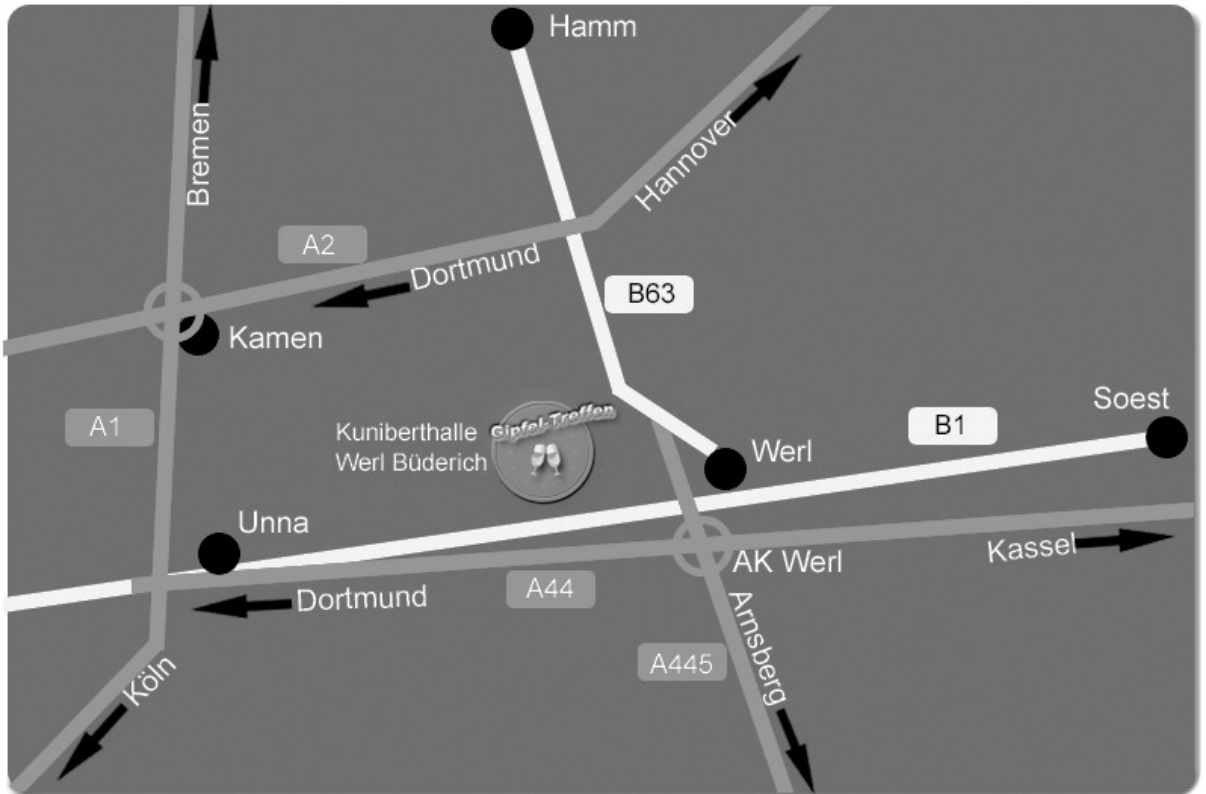 Hamm
Bremen
Hannover
A2
Dortmund
B63
Kamen
A1
Soest
B1
Kuniberthalle
Werl Büderich
Gipfel-Treffen
Werl
Unna
AK Werl
Kassel
A44
Dortmund
Arnsberg
A445
Köln